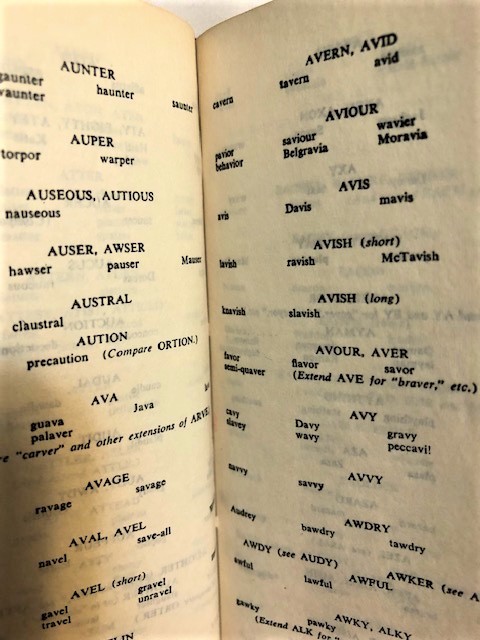 AUNTER
gaunter
vaunter haunter saunter
AUPER
torpor warper
AUSEOUS, AUTIOUS
nauseous
AUSER, AWSER
hawser pauser Mauser
AUSTRAL
claustral
AUTION
precaution (Compare ORTION.)
AVA
guava Java
palaver
"carver" and other extensions of ARVE
AVAGE
ravage savage
AVAL, AVEL
navel save-all
AVEL (short)
gavel gravel
travel unravel
AVERN, AVID
cavern tavern avid
AVIOUR
pavior saviour wavier
behavior Belgravia Moravia
AVIS
avis Davis mavis
AVISH (short)
lavish ravish McTavish
AVISH (long)
knavish slavish
AVOUR, AVER
favor flavor savor
semi-quaver (Extend AVE for "braver," etc.)
AVY
cavy Davy gravy
slavey wavy peccavi!
AVVY
navvy savvy
AWDRY
Audrey bawdry tawdry
AWDY (see AUDY) AWKER (see
AWFUL
awful lawful
AWKY, ALKY
gawky pawky
(Extend ALK for